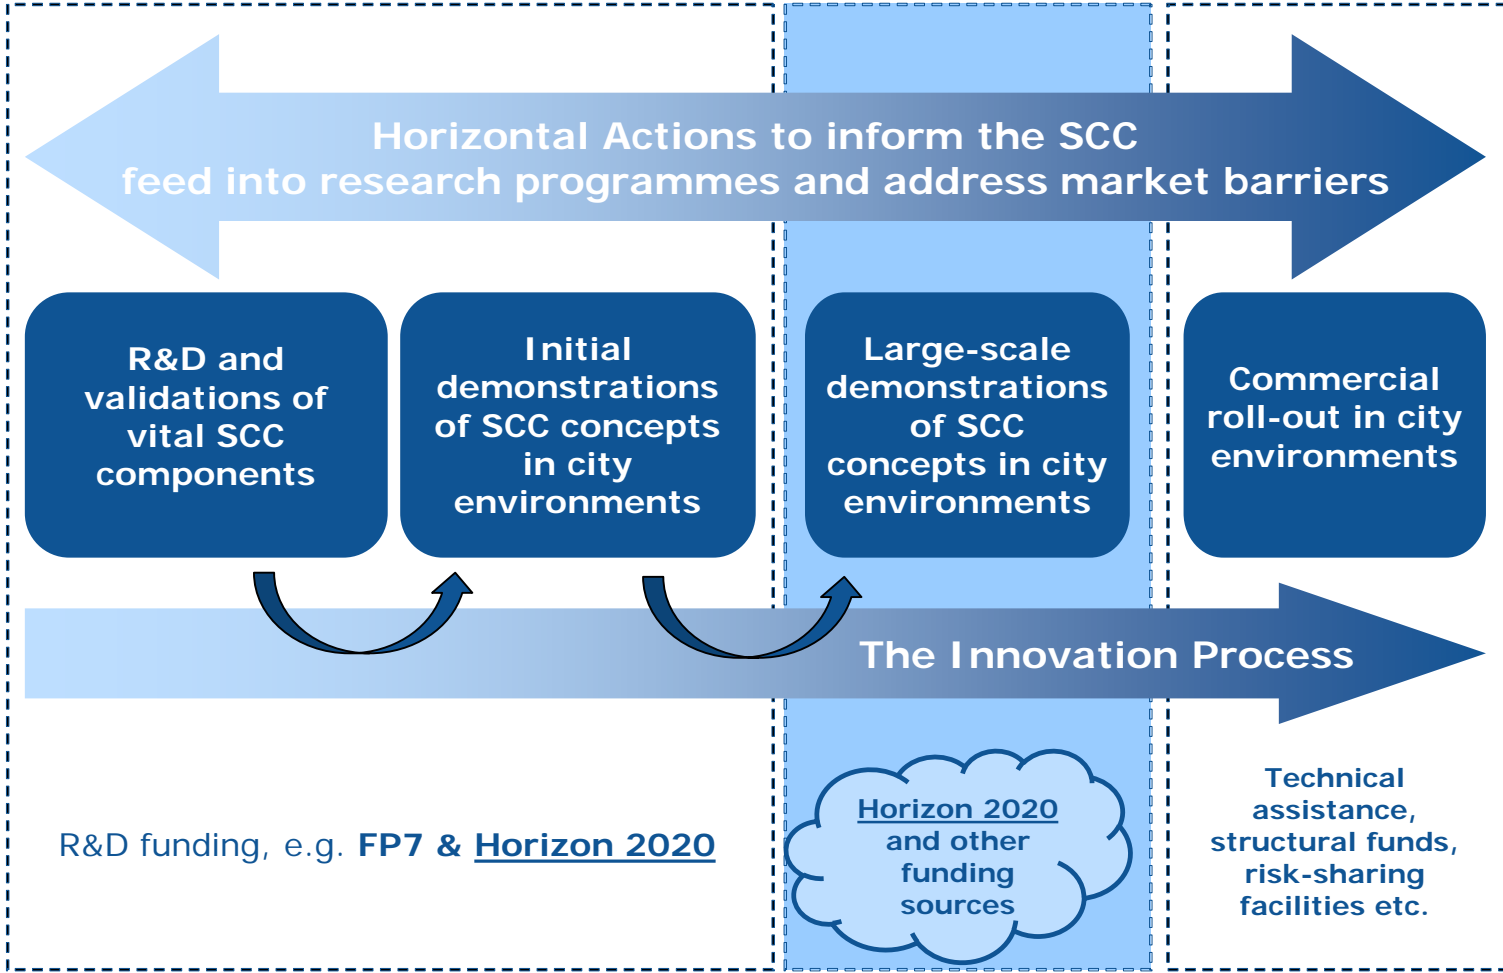 Horizontal Actions to inform the SCC
feed into research programmes and address market barriers
R&D and
validations of
vital SCC
components
Initial
demonstrations
of SCC concepts
in city
environments
Large-scale
demonstrations
of SCC
concepts in city
environments
Commercial
roll-out in city
environments
The Innovation Process
R&D funding, e.g. FP7 & Horizon 2020
Horizon 2020
and other
funding
sources
Technical
assistance,
structural funds,
risk-sharing
facilities etc.